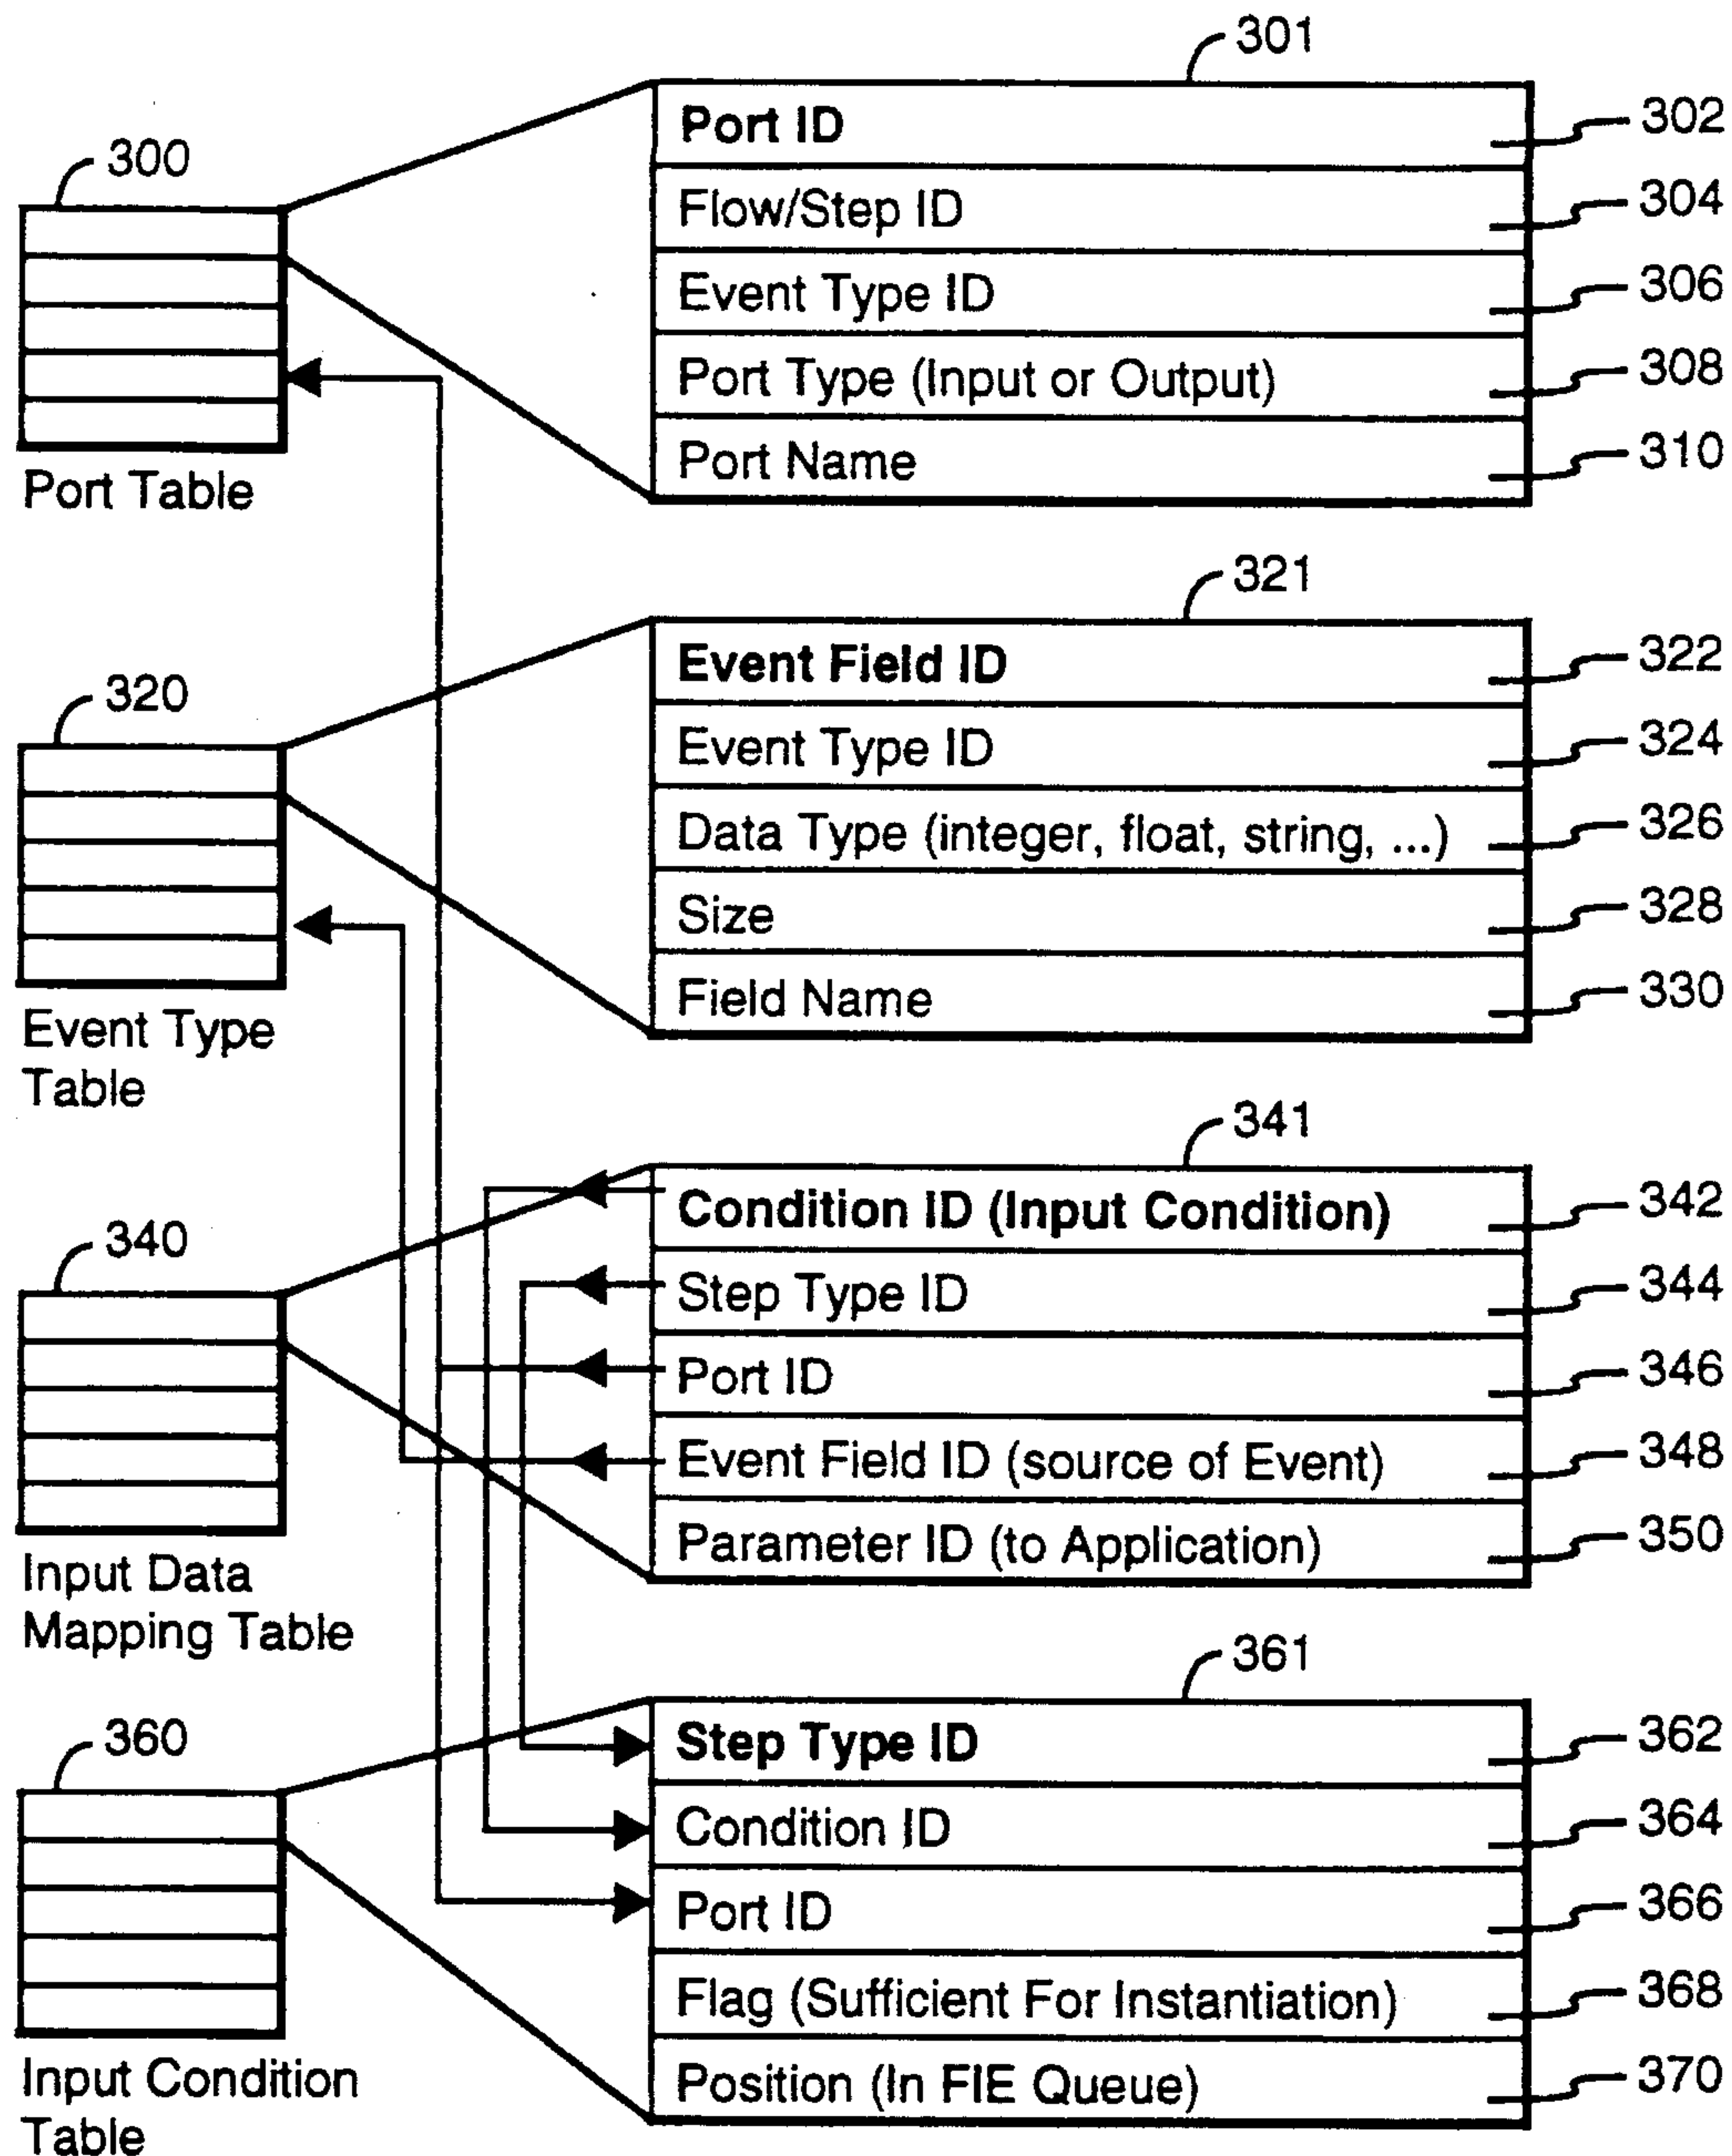 301
Port ID
302
300
Flow/Step ID
304
Event Type ID
306
Port Type (Input or Output)
308
Port Name
310
Port Table
321
Event Field ID
322
320
Event Type ID
324
Data Type (integer, float, string, ...)
326
Size
328
Field Name
330
Event Type
Table
341
Condition ID (Input Condition)
342
340
Step Type ID
344
Port ID
346
Event Field ID (source of Event)
348
Parameter ID (to Application)
350
Input Data
Mapping Table
361
Step Type ID
362
360
Condition ID
364
Port ID
366
Flag (Sufficient For Instantiation)
368
Position (In FIE Queue)
370
Input Condition
Table